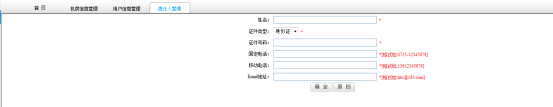 首 页 机房信息管理 用户信息管理 责任人管理
姓名： *
证件类型： 身份证 *
证件号码： *
固定电话： *[格式如:0755-12345678]
移动电话： *[格式如:13612345678]
Email地址： *[格式如:abc@163.com]
确 定 返 回